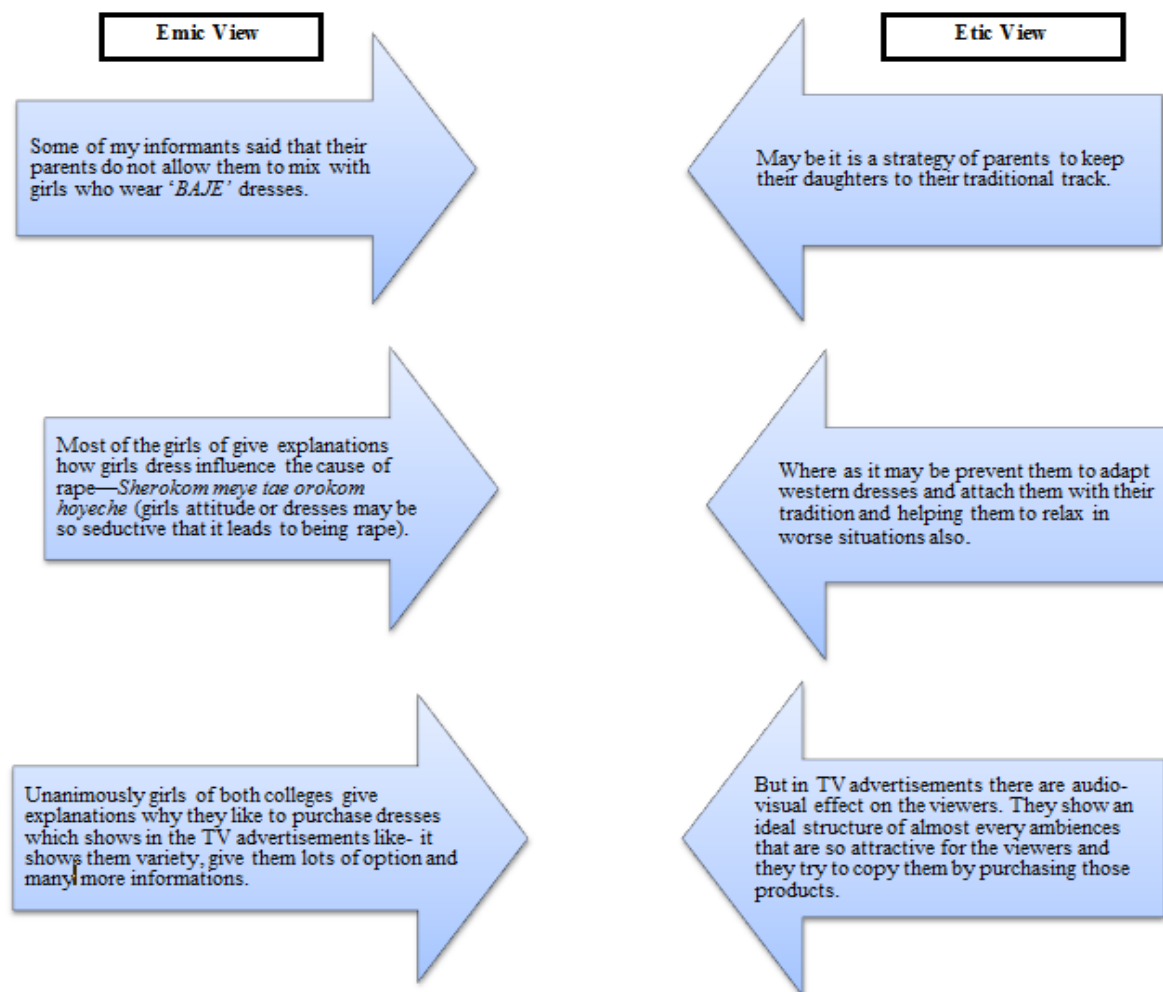 Emic View
Etic View
Some of my informants said that their
parents do not allow them to mix with
girls who wear ‘BAJE’ dresses.
May be it is a strategy of parents to keep
their daughters to their traditional track.
Most of the girls of give explanations
how girls dress influence the cause of
rape—Sherokom meye tae orokom
hoyeche (girls attitude or dresses may be
so seductive that it leads to being rape).
Where as it may be prevent them to adapt
western dresses and attach them with their
tradition and helping them to relax in
worse situations also.
Unanimously girls of both colleges give
explanations why they like to purchase dresses
which shows in the TV advertisements like- it
shows them variety, give them lots of option and
many more informations.
But in TV advertisements there are audio-
visual effect on the viewers. They show an
ideal structure of almost every ambiences
that are so attractive for the viewers and
they try to copy them by purchasing those
products.